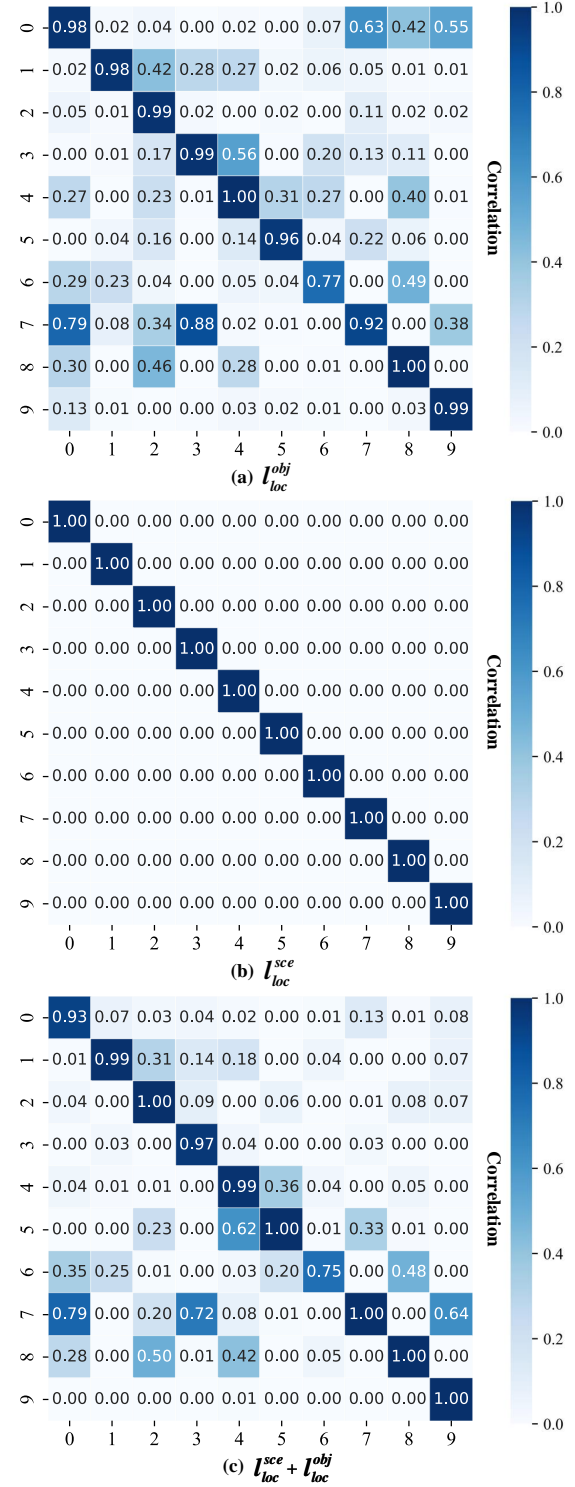 0 0.98 0.02 0.04 0.00 0.02 0.00 0.07 0.63 0.42 0.55 1.0
1 0.02 0.98 0.42 0.28 0.27 0.02 0.06 0.05 0.01 0.01
2 0.05 0.01 0.99 0.02 0.00 0.02 0.00 0.11 0.02 0.02 0.8
3 0.00 0.01 0.17 0.99 0.56 0.00 0.20 0.13 0.11 0.00 0.6
4 0.27 0.00 0.23 0.01 1.00 0.31 0.27 0.00 0.40 0.01 Correlation
5 0.00 0.04 0.16 0.00 0.14 0.96 0.04 0.22 0.06 0.00 0.4
6 0.29 0.23 0.04 0.00 0.05 0.04 0.77 0.00 0.49 0.00
7 0.79 0.08 0.34 0.88 0.02 0.01 0.00 0.92 0.00 0.38 0.2
8 0.30 0.00 0.46 0.00 0.28 0.00 0.01 0.00 1.00 0.00
9 0.13 0.01 0.00 0.00 0.03 0.02 0.01 0.00 0.03 0.99 0.0
0 1 2 3 4 5 6 7 8 9
(a) l_{loc}^{obj}
0 1.00 0.00 0.00 0.00 0.00 0.00 0.00 0.00 0.00 0.00 1.0
1 0.00 1.00 0.00 0.00 0.00 0.00 0.00 0.00 0.00 0.00
2 0.00 0.00 1.00 0.00 0.00 0.00 0.00 0.00 0.00 0.00 0.8
3 0.00 0.00 0.00 1.00 0.00 0.00 0.00 0.00 0.00 0.00 0.6
4 0.00 0.00 0.00 0.00 1.00 0.00 0.00 0.00 0.00 0.00 Correlation
5 0.00 0.00 0.00 0.00 0.00 1.00 0.00 0.00 0.00 0.00 0.4
6 0.00 0.00 0.00 0.00 0.00 0.00 1.00 0.00 0.00 0.00
7 0.00 0.00 0.00 0.00 0.00 0.00 0.00 1.00 0.00 0.00 0.2
8 0.00 0.00 0.00 0.00 0.00 0.00 0.00 0.00 1.00 0.00
9 0.00 0.00 0.00 0.00 0.00 0.00 0.00 0.00 0.00 1.00 0.0
0 1 2 3 4 5 6 7 8 9
(b) l_{loc}^{sce}
0 0.93 0.07 0.03 0.04 0.02 0.00 0.01 0.13 0.01 0.08 1.0
1 0.01 0.99 0.31 0.14 0.18 0.00 0.04 0.00 0.00 0.07
2 0.04 0.00 1.00 0.09 0.00 0.06 0.00 0.01 0.08 0.07 0.8
3 0.00 0.03 0.00 0.97 0.04 0.00 0.00 0.03 0.00 0.00 0.6
4 0.04 0.01 0.01 0.00 0.99 0.36 0.04 0.00 0.05 0.00 Correlation
5 0.00 0.00 0.23 0.00 0.62 1.00 0.01 0.33 0.01 0.00 0.4
6 0.35 0.25 0.01 0.00 0.03 0.20 0.75 0.00 0.48 0.00
7 0.79 0.00 0.20 0.72 0.08 0.01 0.00 1.00 0.00 0.64 0.2
8 0.28 0.00 0.50 0.01 0.42 0.00 0.05 0.00 1.00 0.00
9 0.00 0.00 0.00 0.00 0.01 0.00 0.00 0.00 0.00 1.00 0.0
0 1 2 3 4 5 6 7 8 9
(c) l_{loc}^{sce} + l_{loc}^{obj}